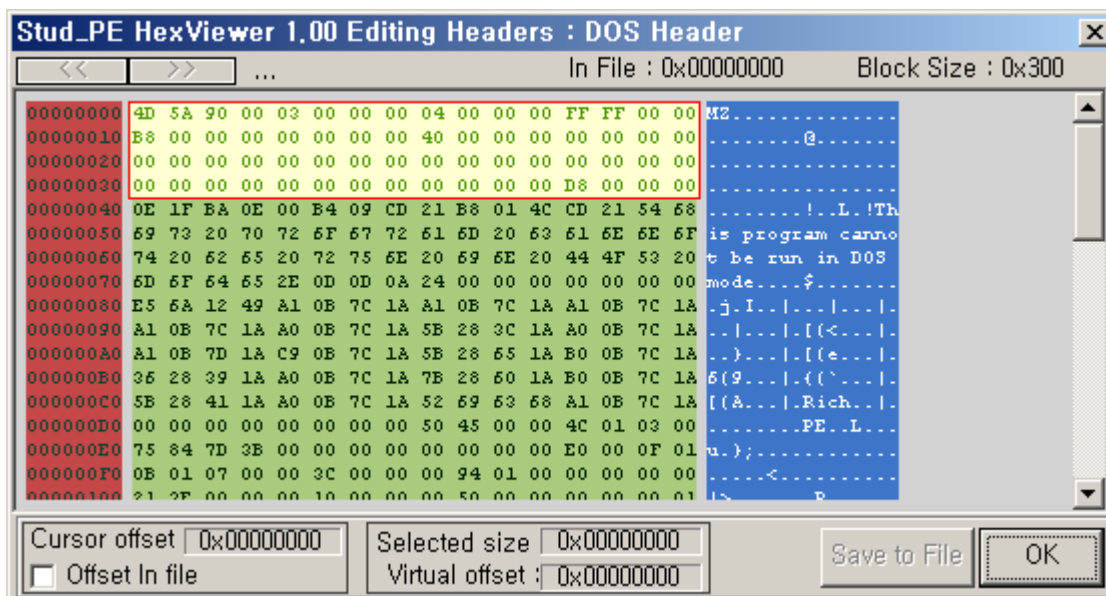 Stud_PE HexViewer 1,00 Editing Headers : DOS Header
<< >> ... In File : 0x00000000 Block Size : 0x300
00000000 4D 5A 90 00 03 00 00 00 04 00 00 00 FF FF 00 00 MZ..............
00000010 B8 00 00 00 00 00 00 00 40 00 00 00 00 00 00 00 ........@.......
00000020 00 00 00 00 00 00 00 00 00 00 00 00 00 00 00 00 ................
00000030 00 00 00 00 00 00 00 00 00 00 00 00 D8 00 00 00 ................
00000040 0E 1F BA 0E 00 B4 09 CD 21 B8 01 4C CD 21 54 68 ........!..L.!Th
00000050 69 73 20 70 72 6F 67 72 61 6D 20 63 61 6E 6E 6F is program canno
00000060 74 20 62 65 20 72 75 6E 20 69 6E 20 44 4F 53 20 t be run in DOS
00000070 6D 6F 64 65 2E 0D 0D 0A 24 00 00 00 00 00 00 00 mode....$.......
00000080 E5 6A 12 49 A1 0B 7C 1A A1 0B 7C 1A A1 0B 7C 1A .j.I..|...|...|.
00000090 A1 0B 7C 1A A0 0B 7C 1A 5B 28 3C 1A A0 0B 7C 1A ..|...|.[(<...|.
000000A0 A1 0B 7D 1A C9 0B 7C 1A 5B 28 65 1A B0 0B 7C 1A ..}...|.[(e...|.
000000B0 36 28 39 1A A0 0B 7C 1A 7B 28 60 1A B0 0B 7C 1A 6(9...|.{(`...|.
000000C0 5B 28 41 1A A0 0B 7C 1A 52 69 63 68 A1 0B 7C 1A [(A...|.Rich..|.
000000D0 00 00 00 00 00 00 00 00 50 45 00 00 4C 01 03 00 ........PE..L...
000000E0 75 84 7D 3B 00 00 00 00 00 00 00 00 E0 00 0F 01 u.};............
000000F0 0B 01 07 00 00 3C 00 00 00 94 01 00 00 00 00 00 .....<..........
Cursor offset 0x00000000 Selected size 0x00000000 Save to File OK
Offset In file Virtual offset : 0x00000000